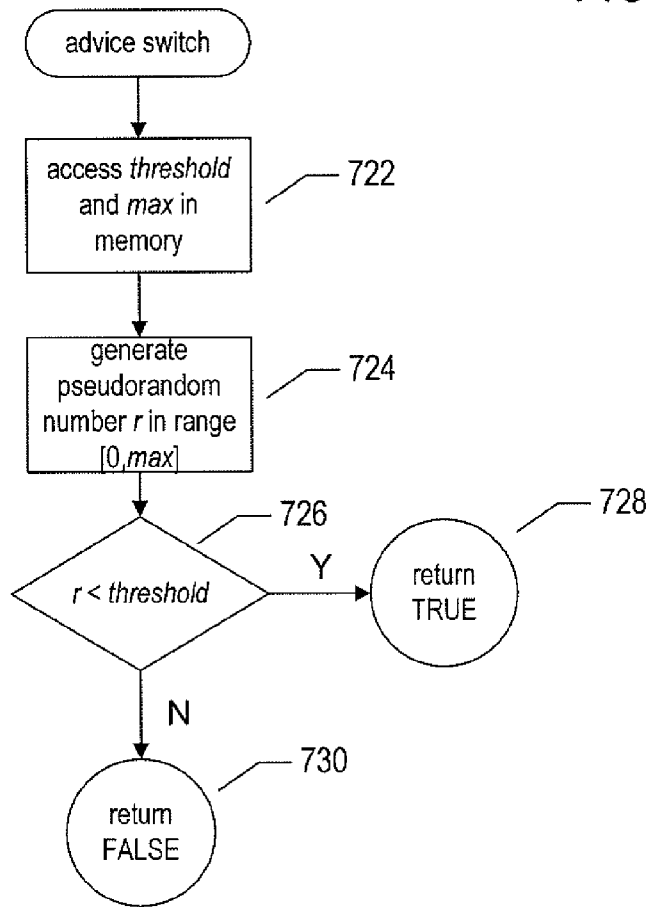 advice switch
access threshold
and max in
memory
722
generate
pseudorandom
number r in range
[0,max]
724
726
r < threshold
Y
728
return
TRUE
N
730
return
FALSE